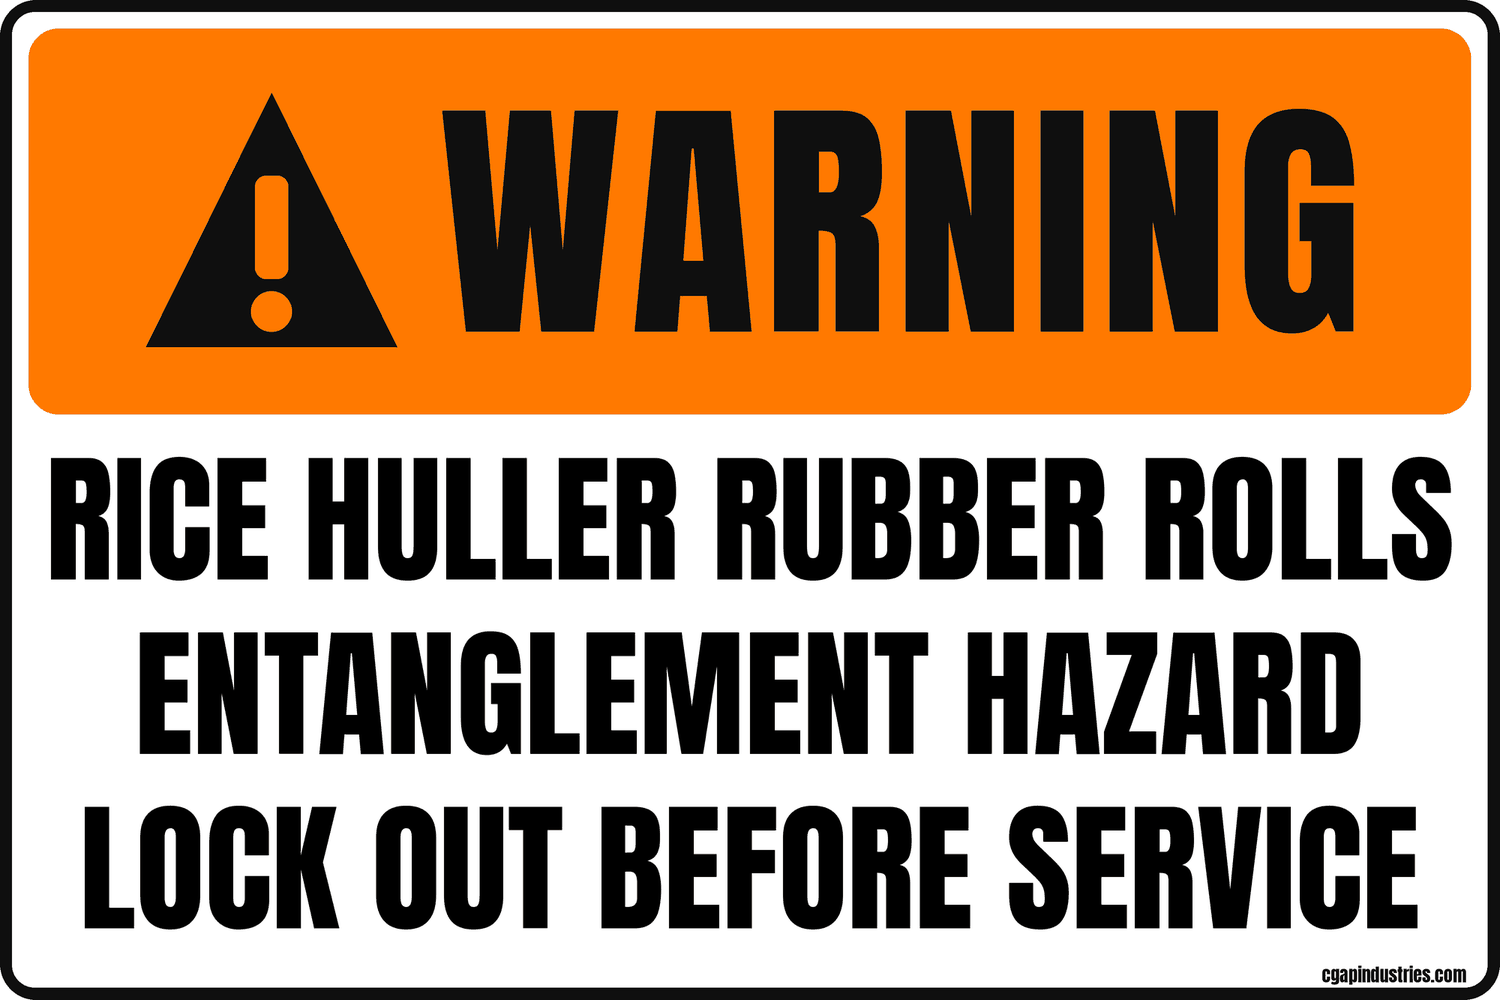 WARNING
RICE HULLER RUBBER ROLLS
ENTANGLEMENT HAZARD
LOCK OUT BEFORE SERVICE
cgapindustries.com